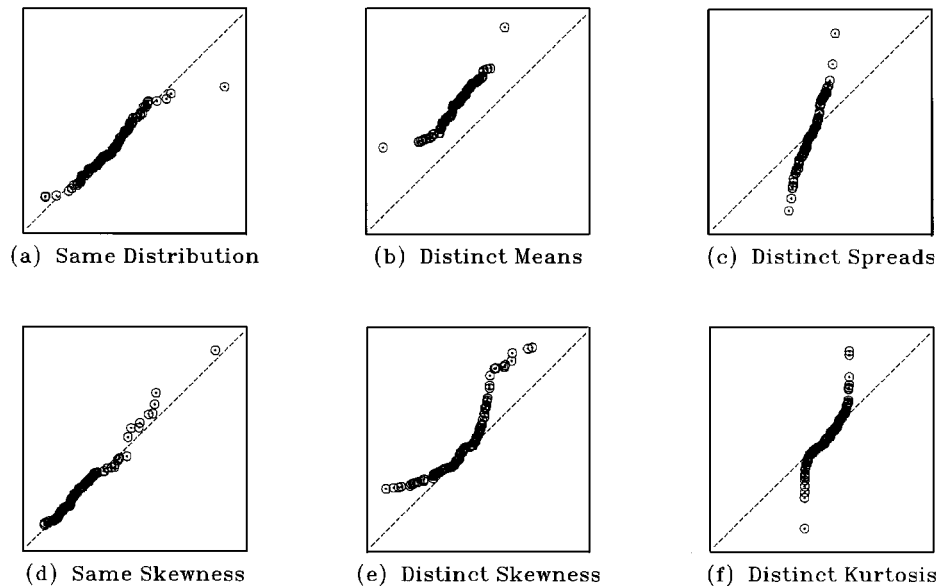 (a) Same Distribution
(b) Distinct Means
(c) Distinct Spreads
(d) Same Skewness
(e) Distinct Skewness
(f) Distinct Kurtosis